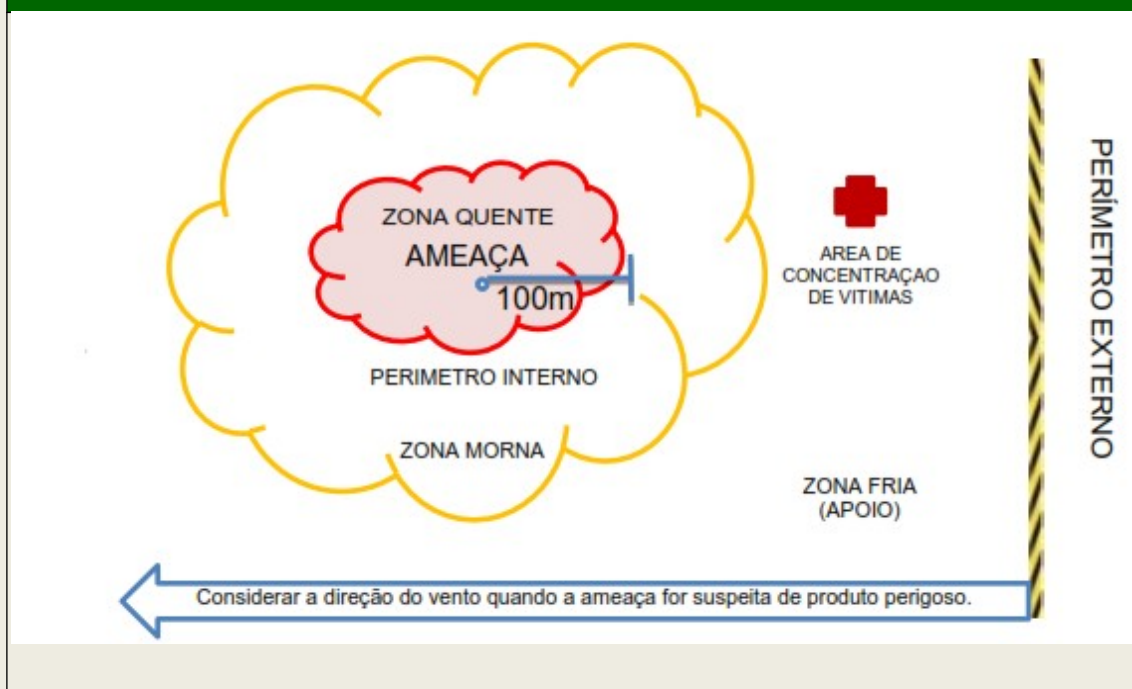 ZONA QUENTE
AMEAÇA
100m
PERIMETRO INTERNO
ZONA MORNA
AREA DE
CONCENTRAÇAO
DE VITIMAS
ZONA FRIA
(APOIO)
PERÍMETRO EXTERNO
Considerar a direção do vento quando a ameaça for suspeita de produto perigoso.